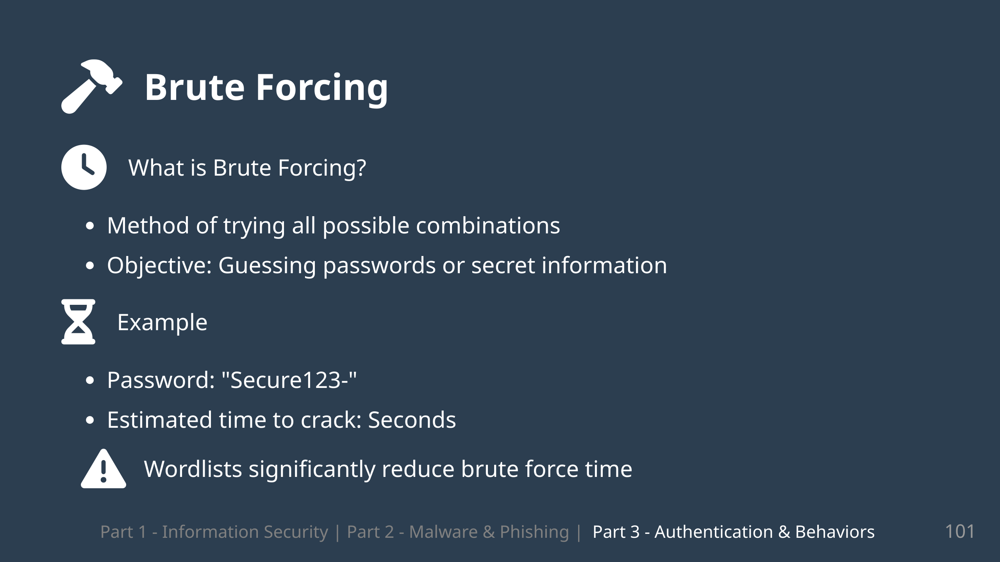 Brute Forcing
What is Brute Forcing?
• Method of trying all possible combinations
• Objective: Guessing passwords or secret information
Example
• Password: "Secure123-"
• Estimated time to crack: Seconds
Wordlists significantly reduce brute force time
Part 1 - Information Security | Part 2 - Malware & Phishing | Part 3 - Authentication & Behaviors 101